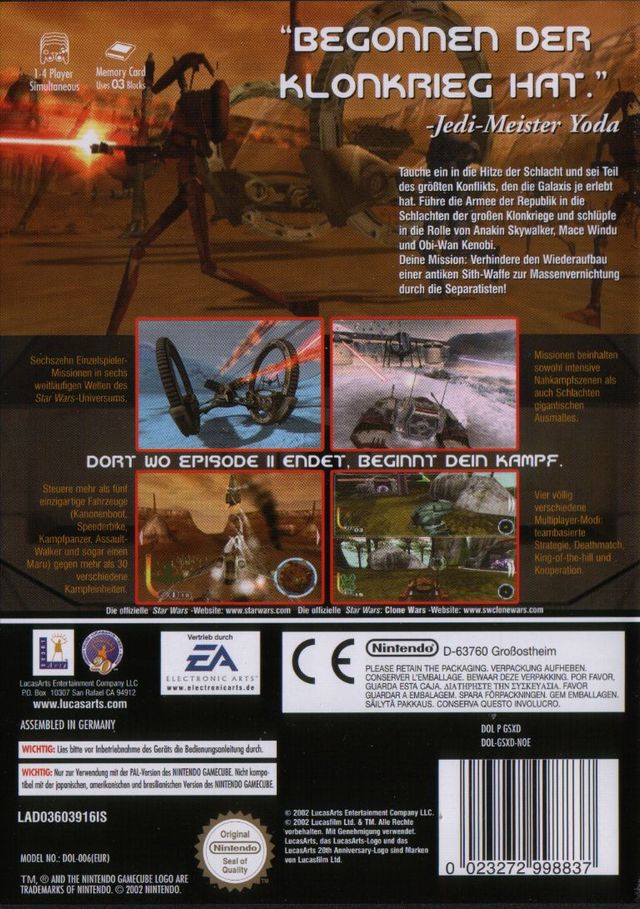 1-4 Player
Simultaneous
Memory Card
Uses 03 Blocks
"BEGONNEN DER
KLONKRIEG HAT."
-Jedi-Meister Yoda
Tauche ein in die Hitze der Schlacht und sei Teil
des größten Konflikts, den die Galaxis je erlebt
hat. Führe die Armee der Republik in die
Schlachten der großen Klonkriege und schlüpfe
in die Rolle von Anakin Skywalker, Mace Windu
und Obi-Wan Kenobi.
Deine Mission: Verhindere den Wiederaufbau
einer antiken Sith-Waffe zur Massenvernichtung
durch die Separatisten!
Sechszehn Einzelspieler-
Missionen in sechs
weitläufigen Welten des
Star Wars-Universums.
Missionen beinhalten
sowohl intensive
Nahkampfszenen als
auch Schlachten
gigantischen
Ausmaßes.
DORT WO EPISODE II ENDET, BEGINNT DEIN KAMPF.
Steuere mehr als fünf
einzigartige Fahrzeuge
(Kanonenboot,
Speederbike,
Kampfpanzer, Assault-
Walker und sogar einen
Maru) gegen mehr als 30
verschiedene
Kampfeinheiten.
Vier völlig
verschiedene
Multiplayer-Modi:
teambasierte
Strategie, Deathmatch,
King-of-the-hill und
Kooperation.
Die offizielle Star Wars -Website: www.starwars.com Die offizielle Star Wars: Clone Wars -Website: www.swclonewars.com
LucasArts Entertainment Company LLC
P.O. Box 10307 San Rafael CA 94912
www.lucasarts.com
Vertrieb durch
EA
ELECTRONIC ARTS™
www.electronicarts.de
CE
Nintendo® D-63760 Großostheim
PLEASE RETAIN THE PACKAGING. VERPACKUNG AUFHEBEN.
CONSERVER L'EMBALLAGE. BEWAAR DEZE VERPAKKING. POR FAVOR,
GUARDA ESTA CAJA. ΔΙΑΤΗΡΗΣΤΕ ΤΗΝ ΣΥΣΚΕΥΑΣΙΑ. FAVOR
GUARDAR A EMBALAGEM. SPARA FÖRPACKNINGEN. GEM EMBALLAGEN.
SÄILYTÄ PAKKAUS. CONSERVA QUESTO INVOLUCRO.
ASSEMBLED IN GERMANY
DOL P GSXD
DOL-GSXD-NOE
WICHTIG: Lies bitte vor Inbetriebnahme des Geräts die Bedienungsanleitung durch.
WICHTIG: Nur zur Verwendung mit der PAL-Version des NINTENDO GAMECUBE. Nicht kompa-
tibel mit der japanischen, amerikanischen und brasilianischen Version des NINTENDO GAMECUBE.
LAD03603916IS
MODEL NO.: DOL-006(EUR)
TM, ® AND THE NINTENDO GAMECUBE LOGO ARE
TRADEMARKS OF NINTENDO. © 2002 NINTENDO.
Original
Nintendo
Seal of
Quality
© 2002 LucasArts Entertainment Company LLC.
© 2002 Lucasfilm Ltd. & TM. Alle Rechte
vorbehalten. Mit Genehmigung verwendet.
LucasArts, das LucasArts-Logo und das
LucasArts 20th Anniversary-Logo sind Marken
von Lucasfilm Ltd.
0 023272 998837